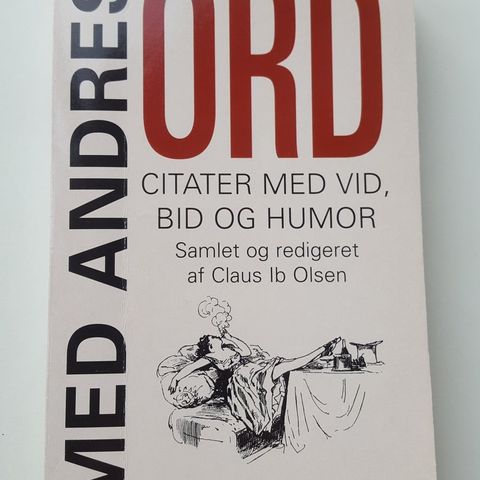 MED ANDRES
ORD
CITATER MED VID,
BID OG HUMOR
Samlet og redigeret
af Claus Ib Olsen